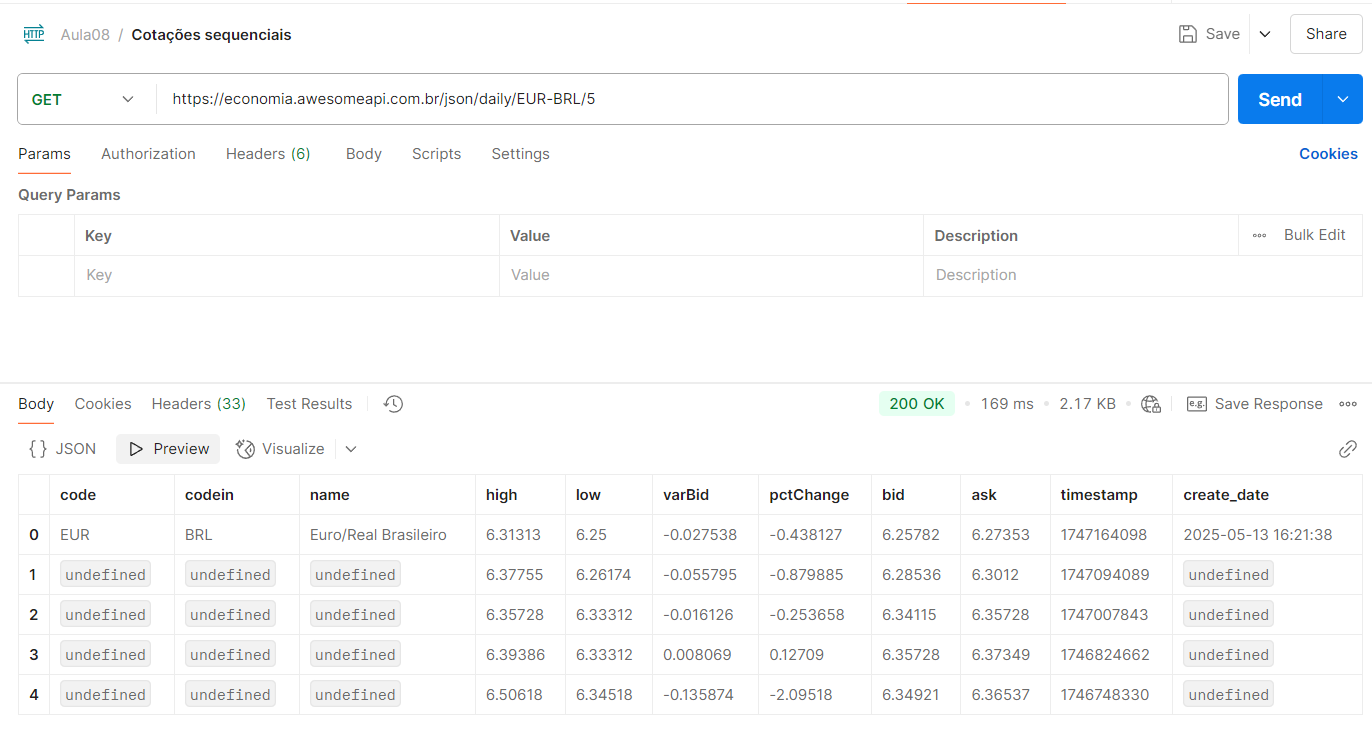 HTTP Aula08 / Cotações sequenciais Save Share
GET https://economia.awesomeapi.com.br/json/daily/EUR-BRL/5 Send
Params Authorization Headers (6) Body Scripts Settings Cookies
Query Params
Key Value Description Bulk Edit
Key Value Description
Body Cookies Headers (33) Test Results 200 OK • 169 ms • 2.17 KB • e.g. Save Response
{} JSON Preview Visualize
code codein name high low varBid pctChange bid ask timestamp create_date
0 EUR BRL Euro/Real Brasileiro 6.31313 6.25 -0.027538 -0.438127 6.25782 6.27353 1747164098 2025-05-13 16:21:38
1 undefined undefined undefined 6.37755 6.26174 -0.055795 -0.879885 6.28536 6.3012 1747094089 undefined
2 undefined undefined undefined 6.35728 6.33312 -0.016126 -0.253658 6.34115 6.35728 1747007843 undefined
3 undefined undefined undefined 6.39386 6.33312 0.008069 0.12709 6.35728 6.37349 1746824662 undefined
4 undefined undefined undefined 6.50618 6.34518 -0.135874 -2.09518 6.34921 6.36537 1746748330 undefined